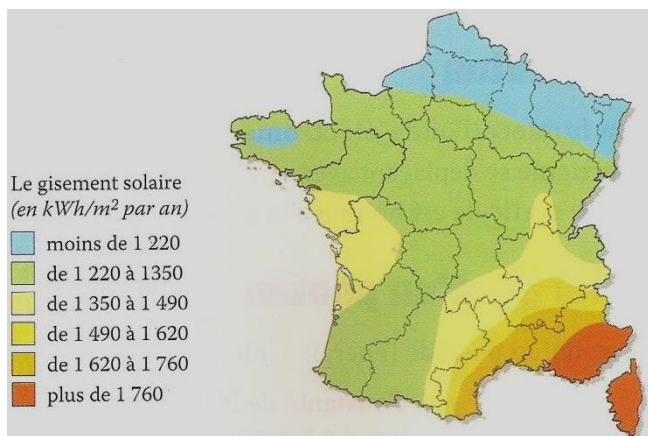 Le gisement solaire
(en kWh/m² par an)
moins de 1 220
de 1 220 à 1350
de 1 350 à 1 490
de 1 490 à 1 620
de 1 620 à 1 760
plus de 1 760